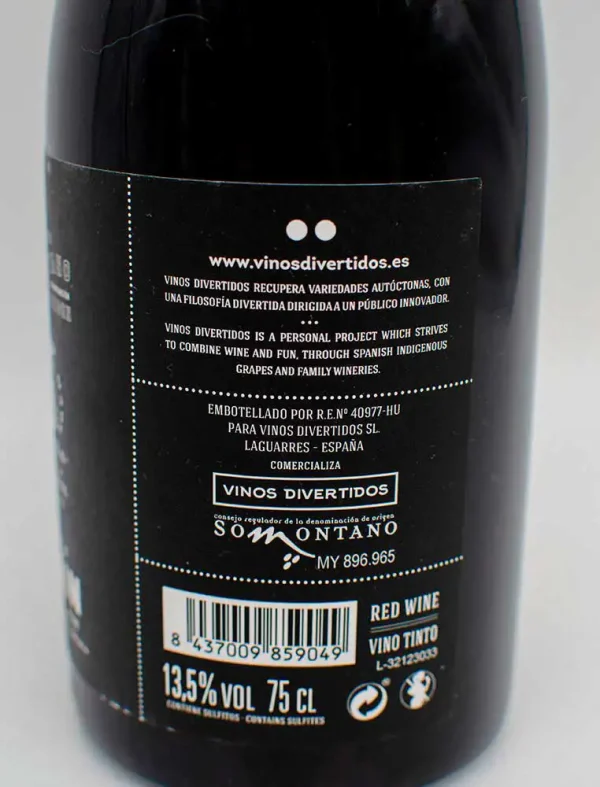 www.vinosdivertidos.es
VINOS DIVERTIDOS RECUPERA VARIEDADES AUTÓCTONAS, CON
UNA FILOSOFÍA DIVERTIDA DIRIGIDA A UN PÚBLICO INNOVADOR.
...
VINOS DIVERTIDOS IS A PERSONAL PROJECT WHICH STRIVES
TO COMBINE WINE AND FUN, THROUGH SPANISH INDIGENOUS
GRAPES AND FAMILY WINERIES.
EMBOTELLADO POR R.E.Nº 40977-HU
PARA VINOS DIVERTIDOS SL.
LAGUARRES - ESPAÑA
COMERCIALIZA
VINOS DIVERTIDOS
consejo regulador de la denominación de origen
SOMONTANO
MY 896.965
8 437009 859049
RED WINE
VINO TINTO
L-32123033
13,5% VOL 75 CL
CONTIENE SULFITOS - CONTAINS SULFITES